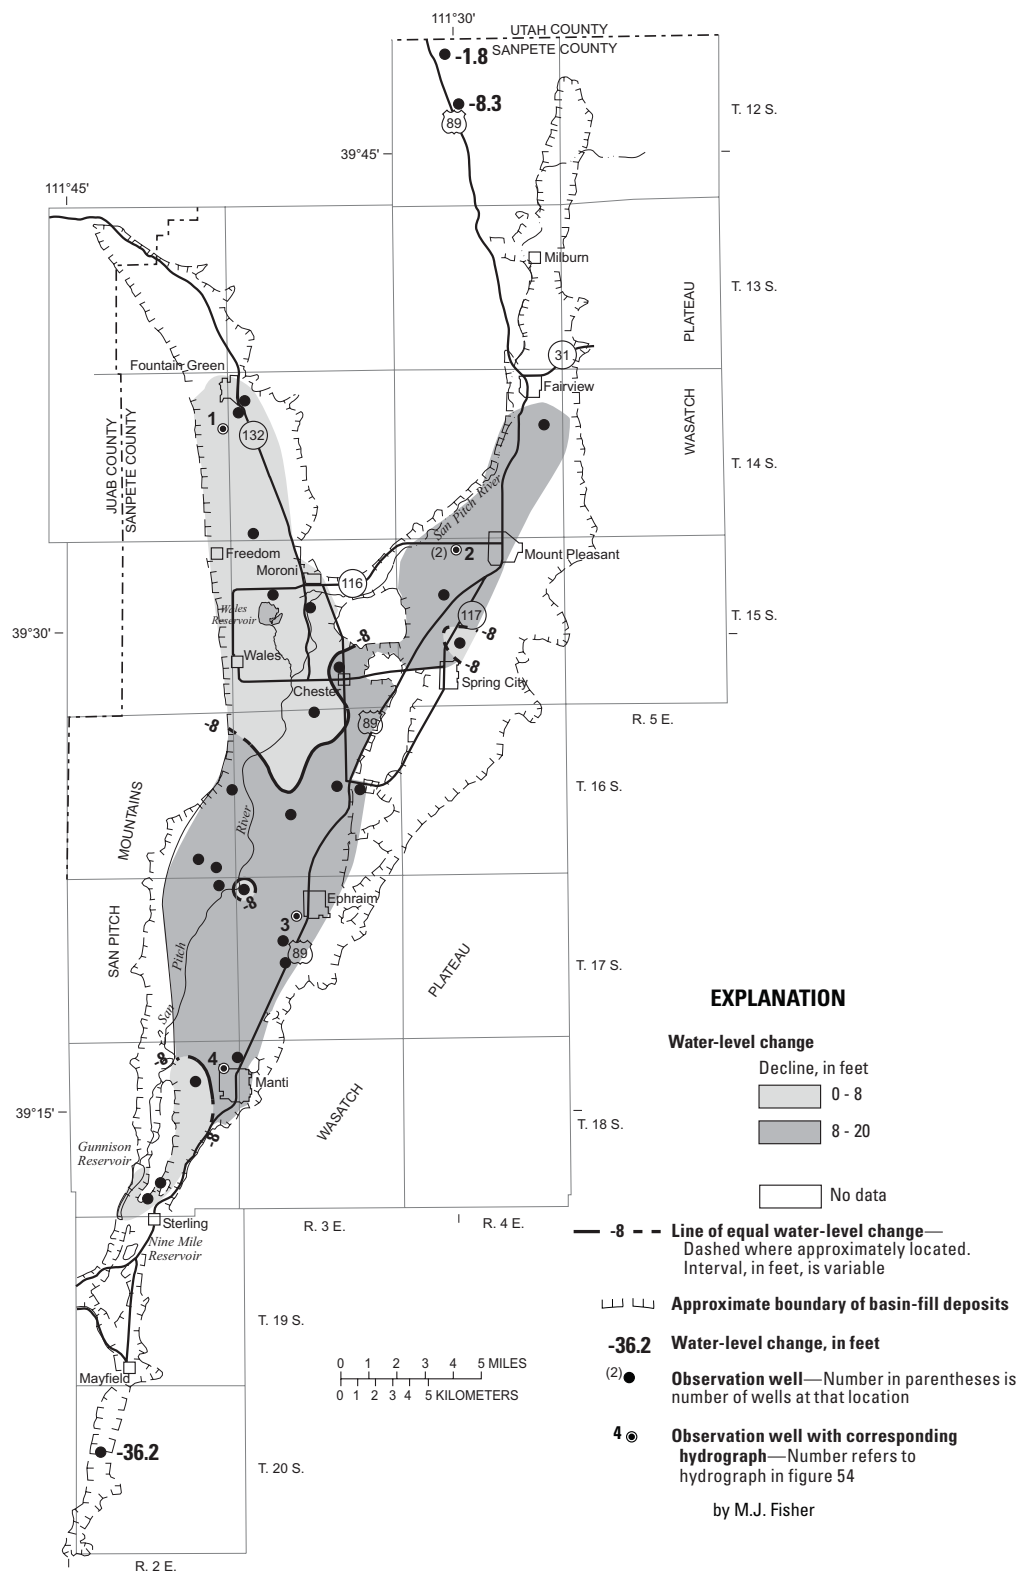 111°30'
UTAH COUNTY
SANPETE COUNTY
-1.8
-8.3
89
T. 12 S.
39°45'
111°45'
Milburn
T. 13 S.
PLATEAU
31
Fountain Green
Fairview
WASATCH
1
132
JUAB COUNTY
SANPETE COUNTY
T. 14 S.
San Pitch River
(2) 2
Mount Pleasant
Freedom
Moroni
116
Wales
Reservoir
117
T. 15 S.
39°30'
-8
-8
-8
Wales
Chester
Spring City
-8
89
R. 5 E.
MOUNTAINS
T. 16 S.
River
-8
Ephraim
3
89
SAN PITCH
Pitch
PLATEAU
T. 17 S.
San
EXPLANATION
Water-level change
Decline, in feet
0 - 8
8 - 20
No data
-8
4
Manti
WASATCH
39°15'
T. 18 S.
-8
Gunnison
Reservoir
Sterling
R. 3 E.
R. 4 E.
Nine Mile
Reservoir
-8 Line of equal water-level change—
Dashed where approximately located.
Interval, in feet, is variable
Approximate boundary of basin-fill deposits
T. 19 S.
-36.2 Water-level change, in feet
0 1 2 3 4 5 MILES
0 1 2 3 4 5 KILOMETERS
Mayfield
(2) Observation well—Number in parentheses is
number of wells at that location
4 Observation well with corresponding
hydrograph—Number refers to
hydrograph in figure 54
-36.2
T. 20 S.
by M.J. Fisher
R. 2 E.